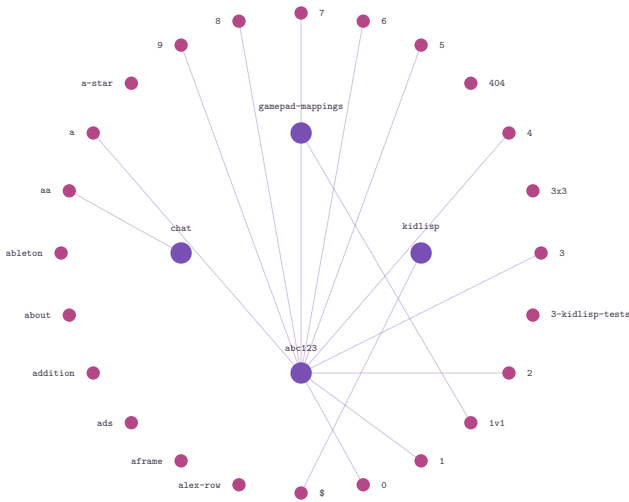 7
8
6
9
5
a-star
404
gamepad-mappings
a
4
aa
3x3
chat
kidlisp
ableton
3
about
3-kidlisp-tests
abc123
addition
2
ads
1v1
aframe
1
alex-row
$
0